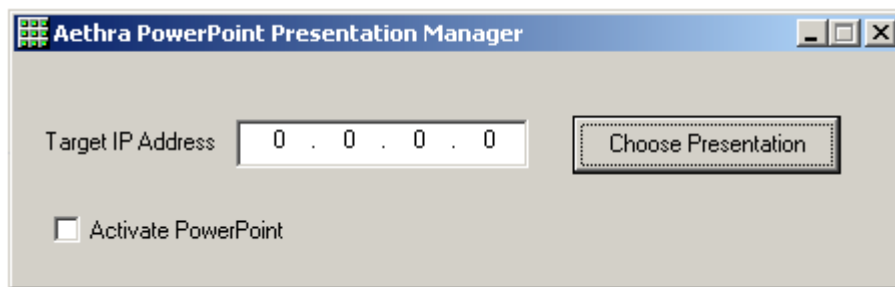 Aethra PowerPoint Presentation Manager
Target IP Address 0 . 0 . 0 . 0 Choose Presentation
Activate PowerPoint